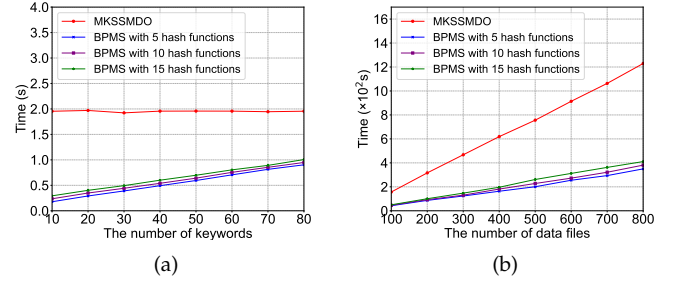 4.0
3.5
3.0
2.5
2.0
1.5
1.0
0.5
0.0
Time (s)
MKSSMDO
BPMS with 5 hash functions
BPMS with 10 hash functions
BPMS with 15 hash functions
10 20 30 40 50 60 70 80
The number of keywords
(a)
16
14
12
10
8
6
4
2
0
Time (×10²s)
MKSSMDO
BPMS with 5 hash functions
BPMS with 10 hash functions
BPMS with 15 hash functions
100 200 300 400 500 600 700 800
The number of data files
(b)